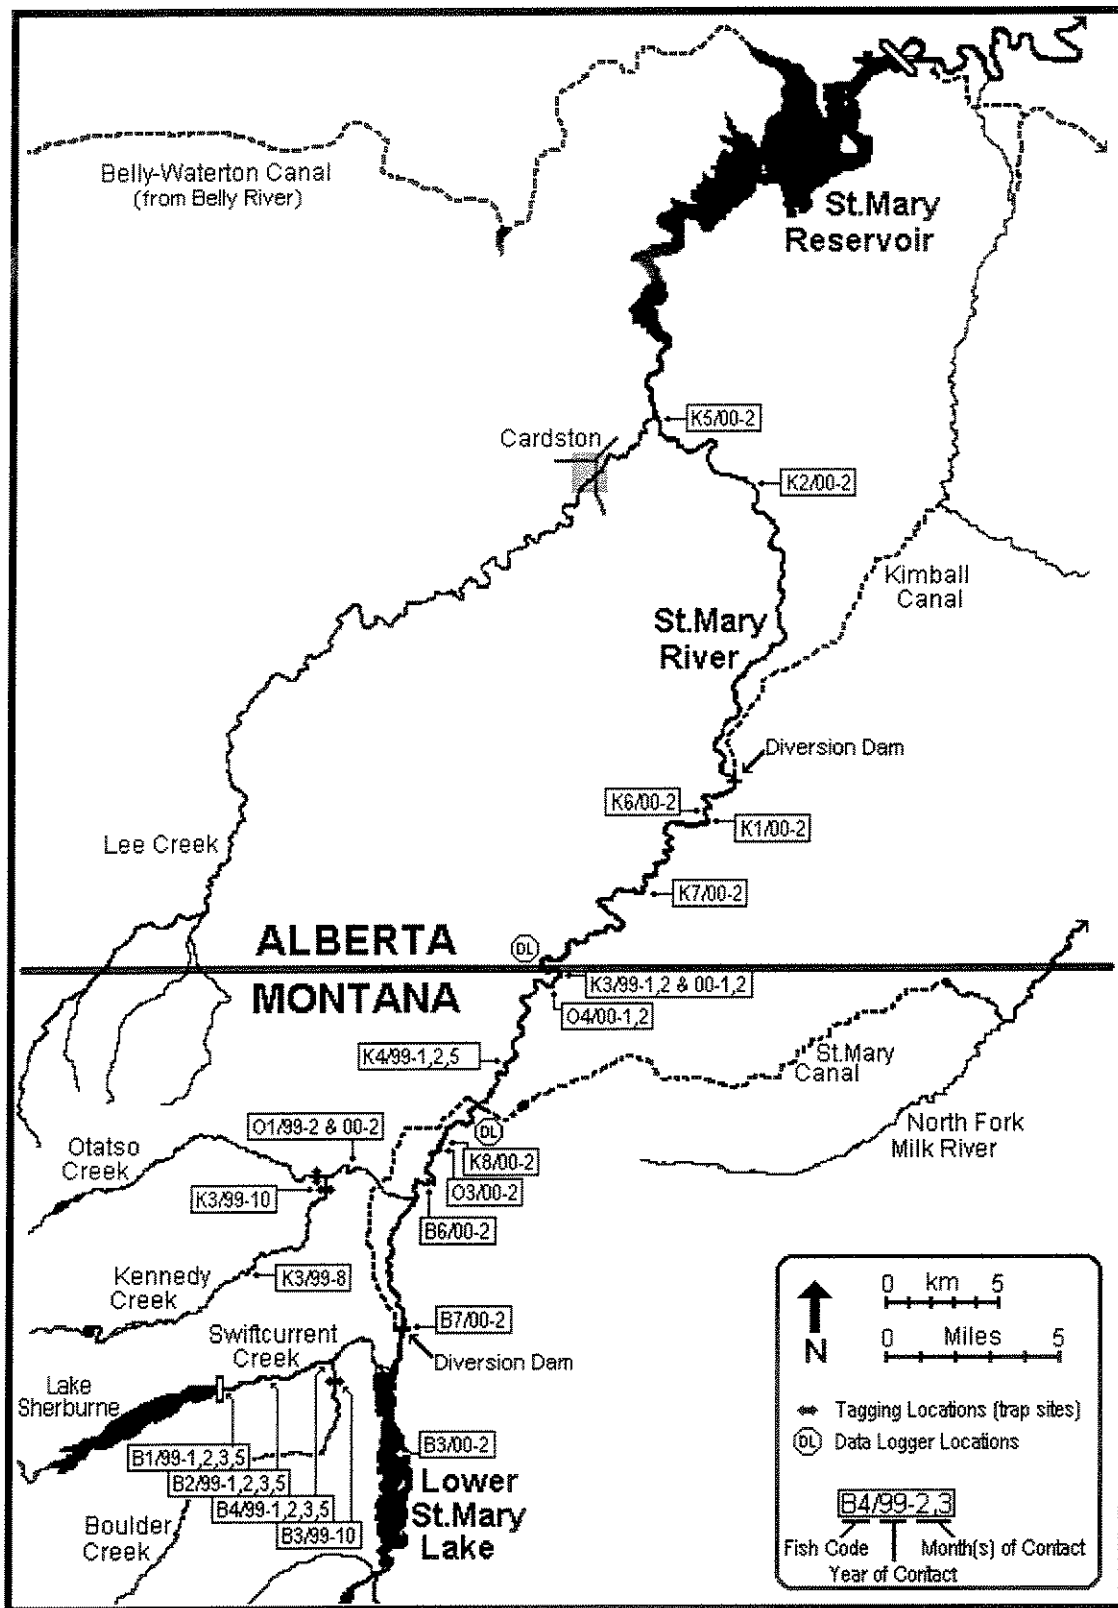 Belly-Waterton Canal
(from Belly River)
St.Mary
Reservoir
K5/00-2
Cardston
K2/00-2
Kimball
Canal
St.Mary
River
Diversion Dam
K6/00-2
K1/00-2
Lee Creek
K7/00-2
ALBERTA
DL
MONTANA
K3/99-1,2 & 00-1,2
O4/00-1,2
K4/99-1,2,5
St.Mary
Canal
O1/99-2 & 00-2
DL
North Fork
Milk River
Otatso
Creek
K8/00-2
K3/99-10
O3/00-2
B6/00-2
Kennedy
Creek
K3/99-8
B7/00-2
Swiftcurrent
Creek
Diversion Dam
Lake
Sherburne
B1/99-1,2,3,5
B2/99-1,2,3,5
B4/99-1,2,3,5
B3/99-10
B3/00-2
Lower
St.Mary
Lake
Boulder
Creek
0 km 5
0 Miles 5
N
Tagging Locations (trap sites)
DL Data Logger Locations
B4/99-2,3
Fish Code Month(s) of Contact
Year of Contact